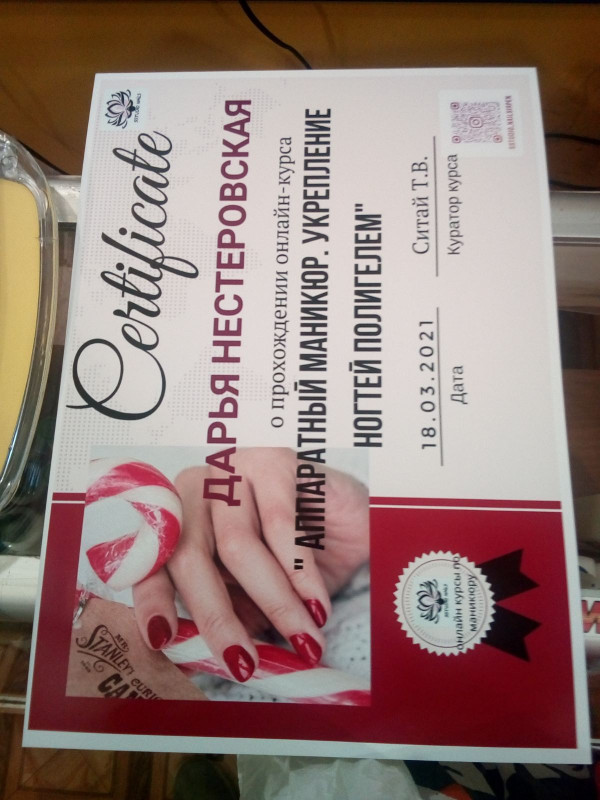 Certificate
ДАРЬЯ НЕСТЕРОВСКАЯ
о прохождении онлайн-курса
" АППАРАТНЫЙ МАНИКЮР. УКРЕПЛЕНИЕ
НОГТЕЙ ПОЛИГЕЛЕМ"
18.03.2021
Дата
Ситай Т.В.
Куратор курса
онлайн курсы по
маникюру
STANLEY'S